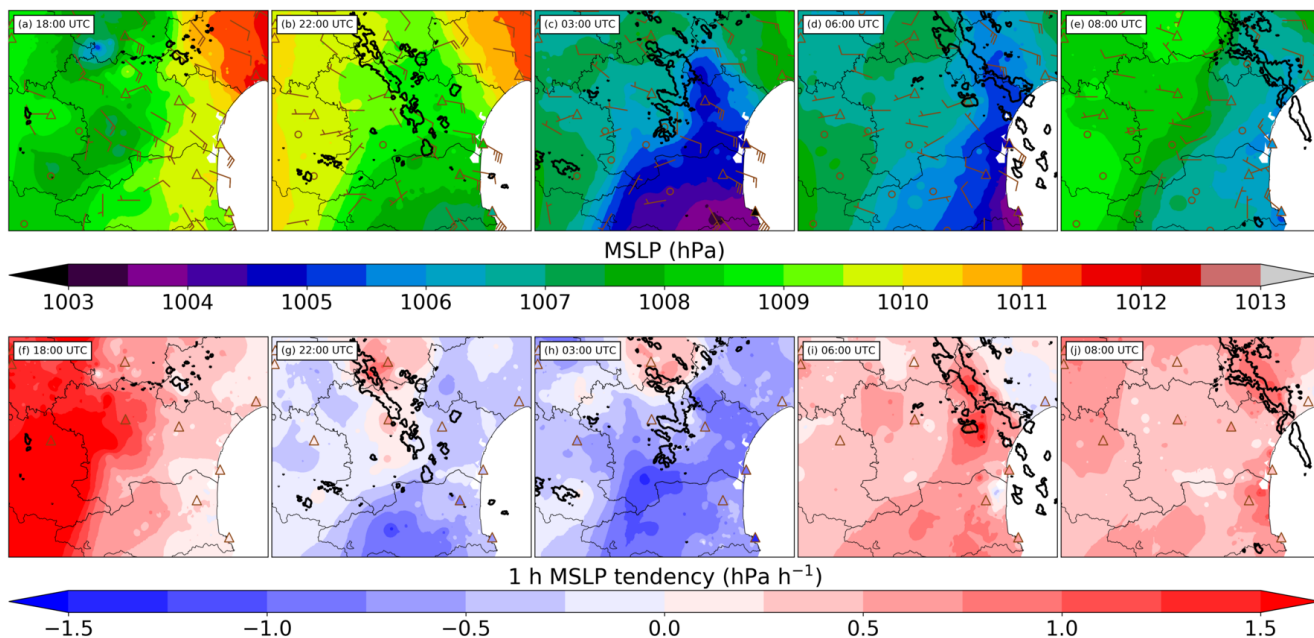 (a) 18:00 UTC
(b) 22:00 UTC
(c) 03:00 UTC
(d) 06:00 UTC
(e) 08:00 UTC
MSLP (hPa)
1003 1004 1005 1006 1007 1008 1009 1010 1011 1012 1013
(f) 18:00 UTC
(g) 22:00 UTC
(h) 03:00 UTC
(i) 06:00 UTC
(j) 08:00 UTC
1 h MSLP tendency (hPa h⁻¹)
−1.5 −1.0 −0.5 0.0 0.5 1.0 1.5